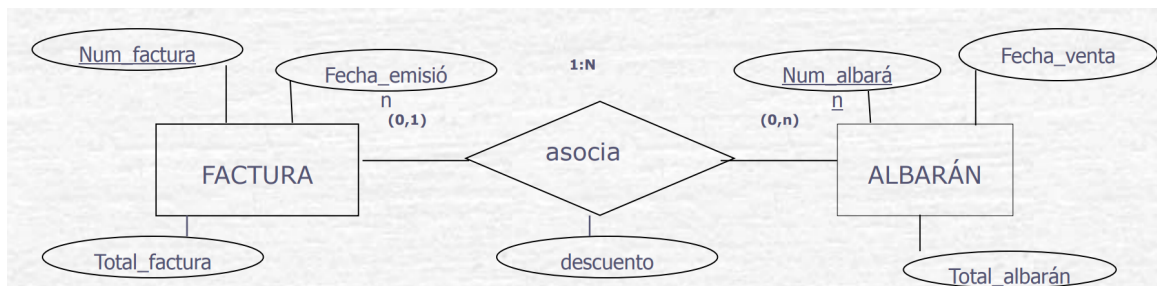 Num_factura
Fecha_emisió
n
1:N
Num_albará
n
Fecha_venta
(0,1)
(0,n)
FACTURA
asocia
ALBARÁN
Total_factura
descuento
Total_albarán